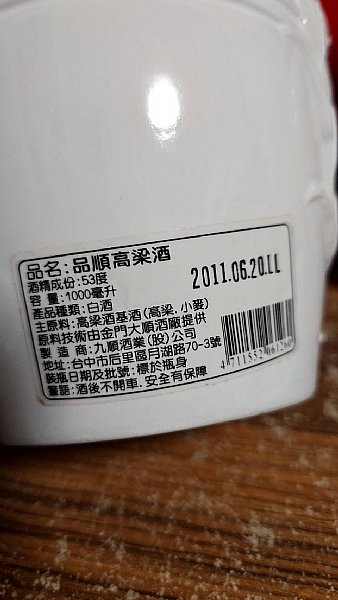 品名:品順高粱酒
酒精成份:53度
2011.06.20.LL
容 量:1000毫升
產品種類:白酒
主原料:高粱酒基酒(高粱.小麥)
原料技術由金門大順酒廠提供
製 造 商:九順酒業(股)公司
地址:台中市后里區月湖路70-3號
裝瓶日期及批號:標於瓶身
警語:酒後不開車,安全有保障